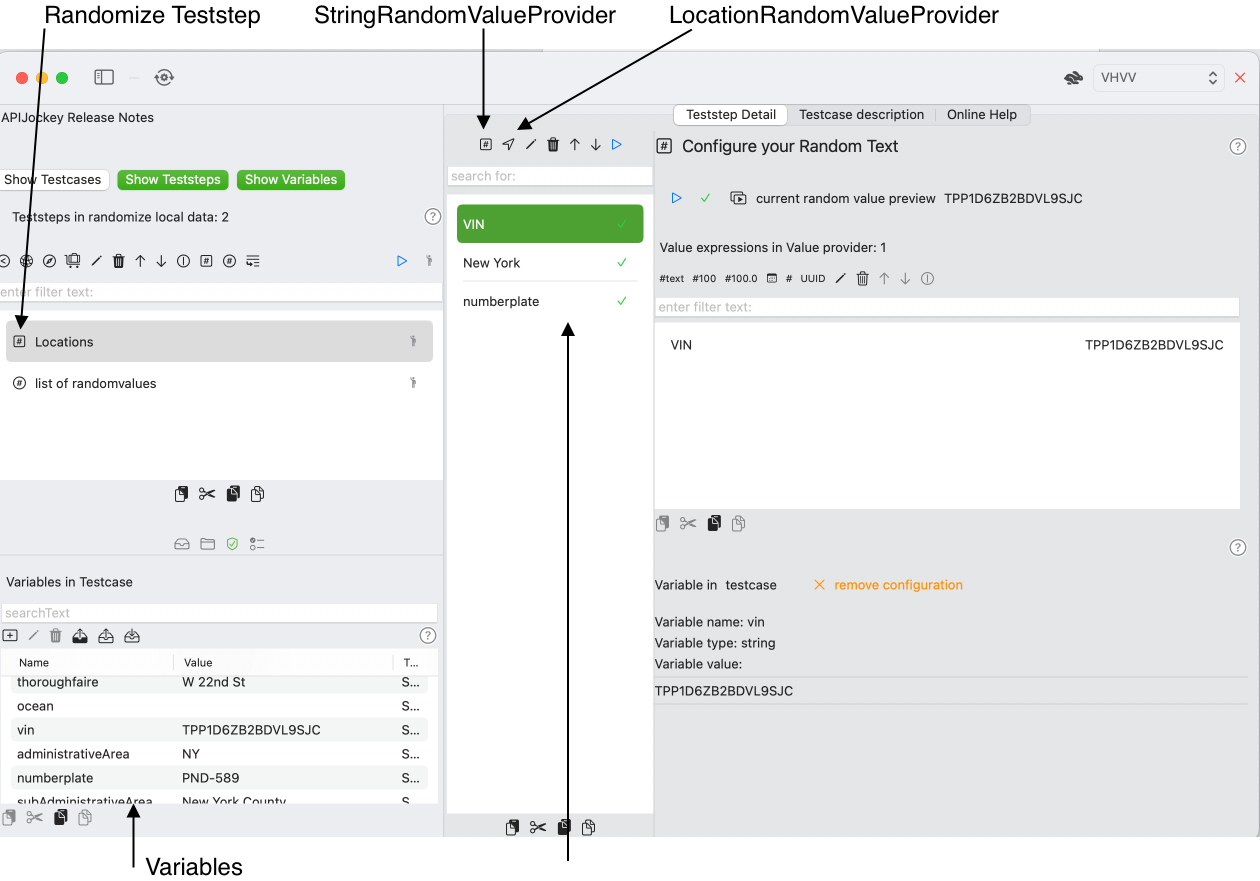 Randomize Teststep
StringRandomValueProvider
LocationRandomValueProvider
VHVV
APIJockey Release Notes
Show Testcases
Show Teststeps
Show Variables
Teststeps in randomize local data: 2
enter filter text:
Locations
list of randomvalues
Variables in Testcase
searchText
Name Value T...
thoroughfaire W 22nd St S...
ocean S...
vin TPP1D6ZB2BDVL9SJC S...
administrativeArea NY S...
numberplate PND-589 S...
subAdministrativeArea New York County S...
Variables
search for:
VIN
New York
numberplate
Teststep Detail
Testcase description
Online Help
# Configure your Random Text
current random value preview TPP1D6ZB2BDVL9SJC
Value expressions in Value provider: 1
#text #100 #100.0 # UUID
enter filter text:
VIN TPP1D6ZB2BDVL9SJC
Variable in testcase
remove configuration
Variable name: vin
Variable type: string
Variable value:
TPP1D6ZB2BDVL9SJC